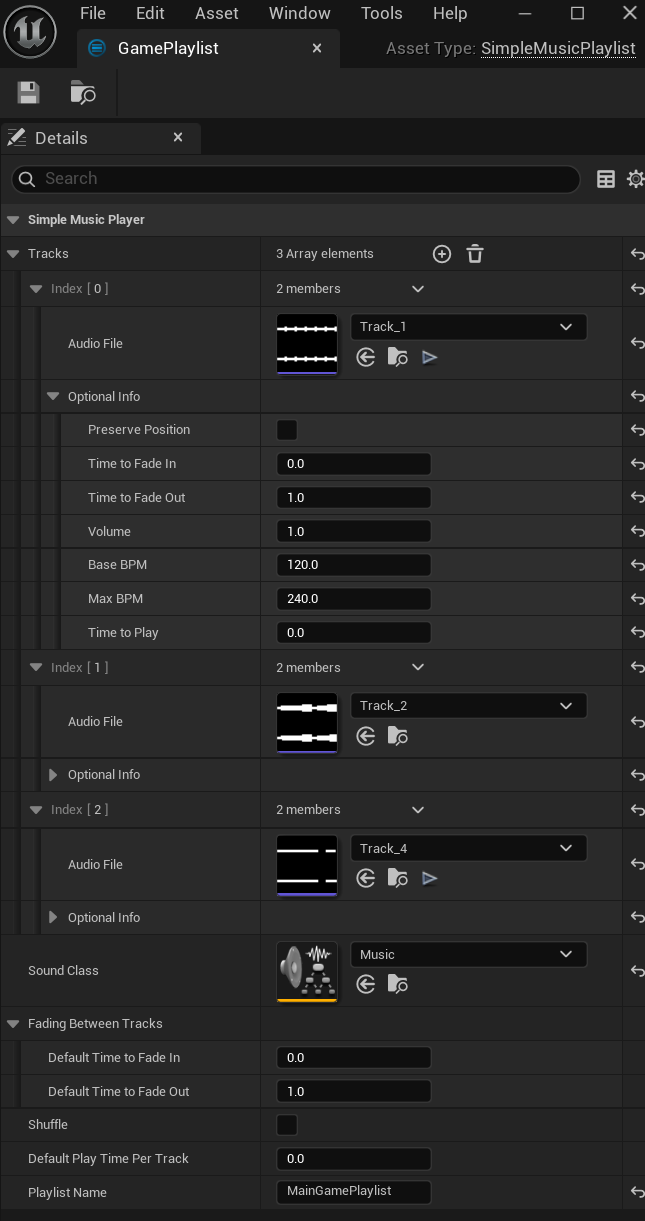 File Edit Asset Window Tools Help
GamePlaylist Asset Type: SimpleMusicPlaylist
Details
Search
Simple Music Player
Tracks 3 Array elements
Index [ 0 ] 2 members
Audio File Track_1
Optional Info
Preserve Position
Time to Fade In 0.0
Time to Fade Out 1.0
Volume 1.0
Base BPM 120.0
Max BPM 240.0
Time to Play 0.0
Index [ 1 ] 2 members
Audio File Track_2
Optional Info
Index [ 2 ] 2 members
Audio File Track_4
Optional Info
Sound Class Music
Fading Between Tracks
Default Time to Fade In 0.0
Default Time to Fade Out 1.0
Shuffle
Default Play Time Per Track 0.0
Playlist Name MainGamePlaylist